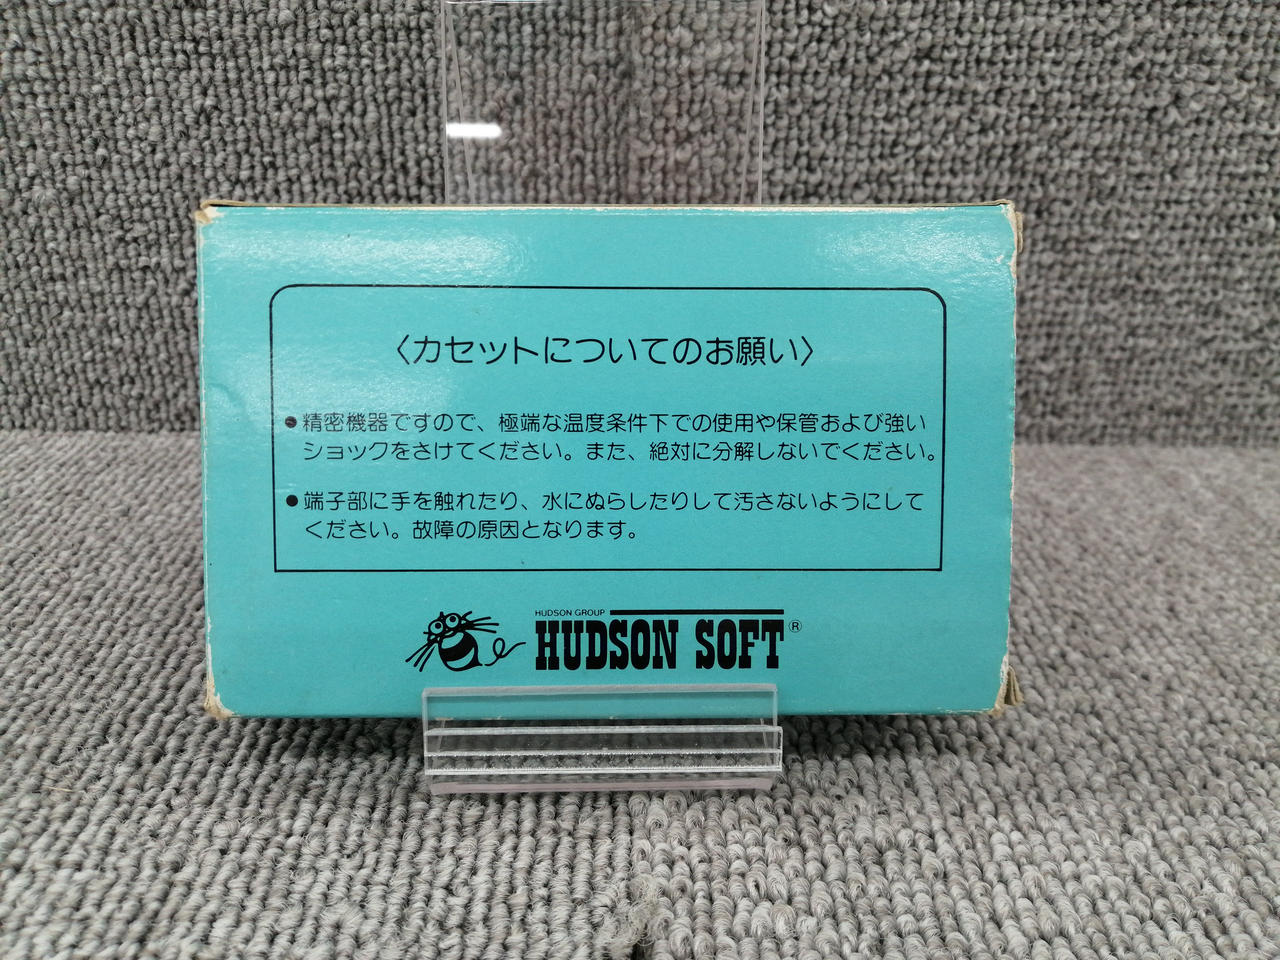 〈カセットについてのお願い〉
●精密機器ですので、極端な温度条件下での使用や保管および強い
ショックをさけてください。また、絶対に分解しないでください。
●端子部に手を触れたり、水にぬらしたりして汚さないようにして
ください。故障の原因となります。
HUDSON GROUP
HUDSON SOFT®